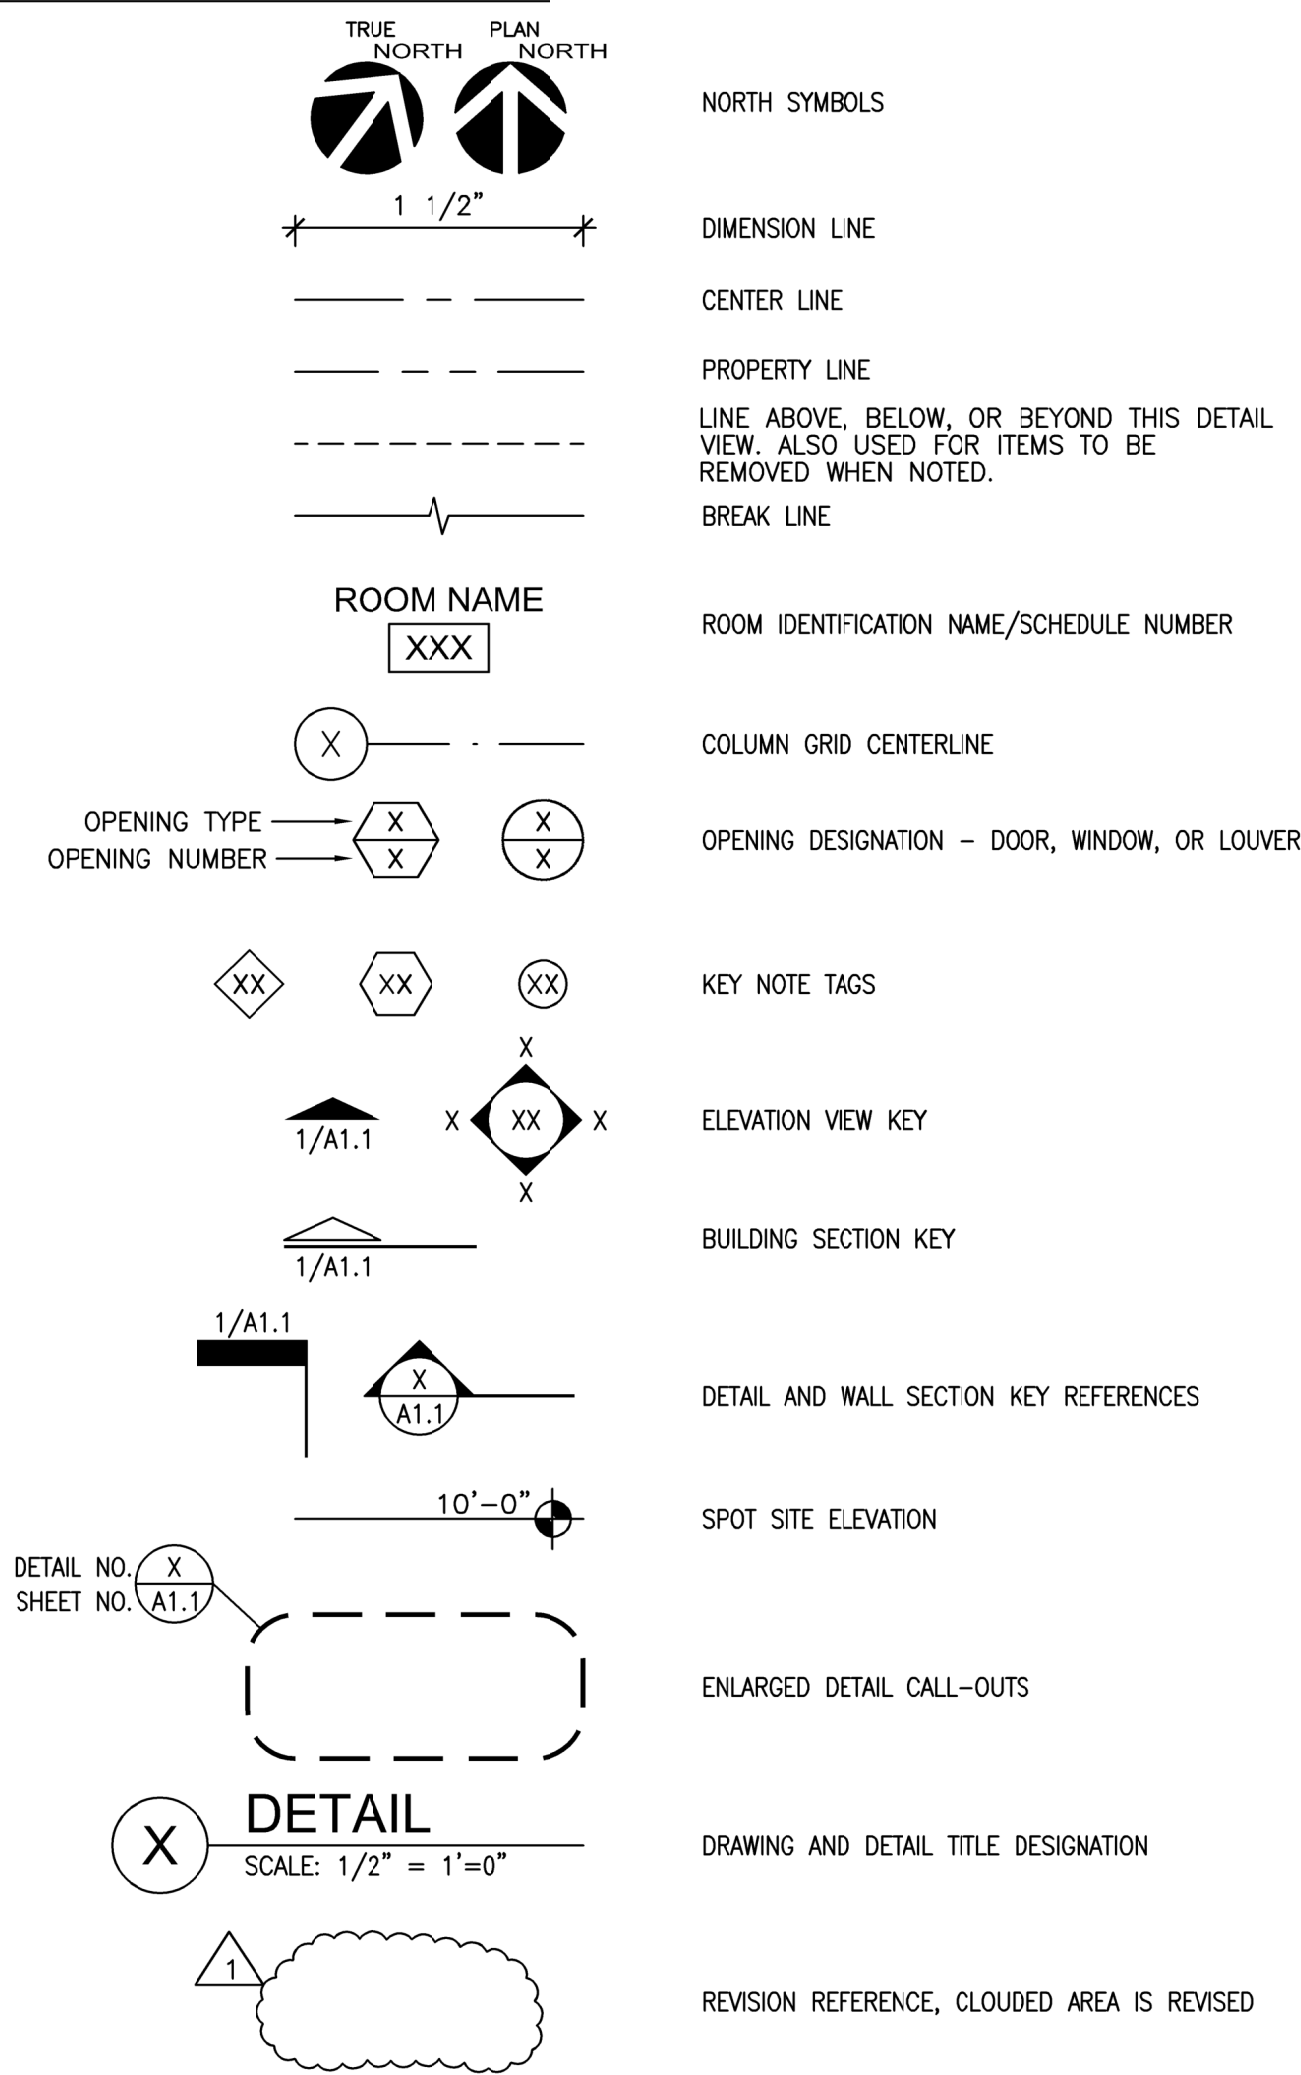 TRUE
NORTH
PLAN
NORTH
NORTH SYMBOLS
1 1/2"
DIMENSION LINE
CENTER LINE
PROPERTY LINE
LINE ABOVE, BELOW, OR BEYOND THIS DETAIL
VIEW. ALSO USED FOR ITEMS TO BE
REMOVED WHEN NOTED.
BREAK LINE
ROOM NAME
XXX
ROOM IDENTIFICATION NAME/SCHEDULE NUMBER
X
COLUMN GRID CENTERLINE
OPENING TYPE
X
X
OPENING NUMBER
X
X
OPENING DESIGNATION – DOOR, WINDOW, OR LOUVER
XX
XX
XX
KEY NOTE TAGS
X
1/A1.1
X
XX
X
X
ELEVATION VIEW KEY
1/A1.1
BUILDING SECTION KEY
1/A1.1
X
A1.1
DETAIL AND WALL SECTION KEY REFERENCES
10'–0"
SPOT SITE ELEVATION
DETAIL NO.
X
SHEET NO.
A1.1
ENLARGED DETAIL CALL–OUTS
X
DETAIL
SCALE: 1/2" = 1'=0"
DRAWING AND DETAIL TITLE DESIGNATION
1
REVISION REFERENCE, CLOUDED AREA IS REVISED